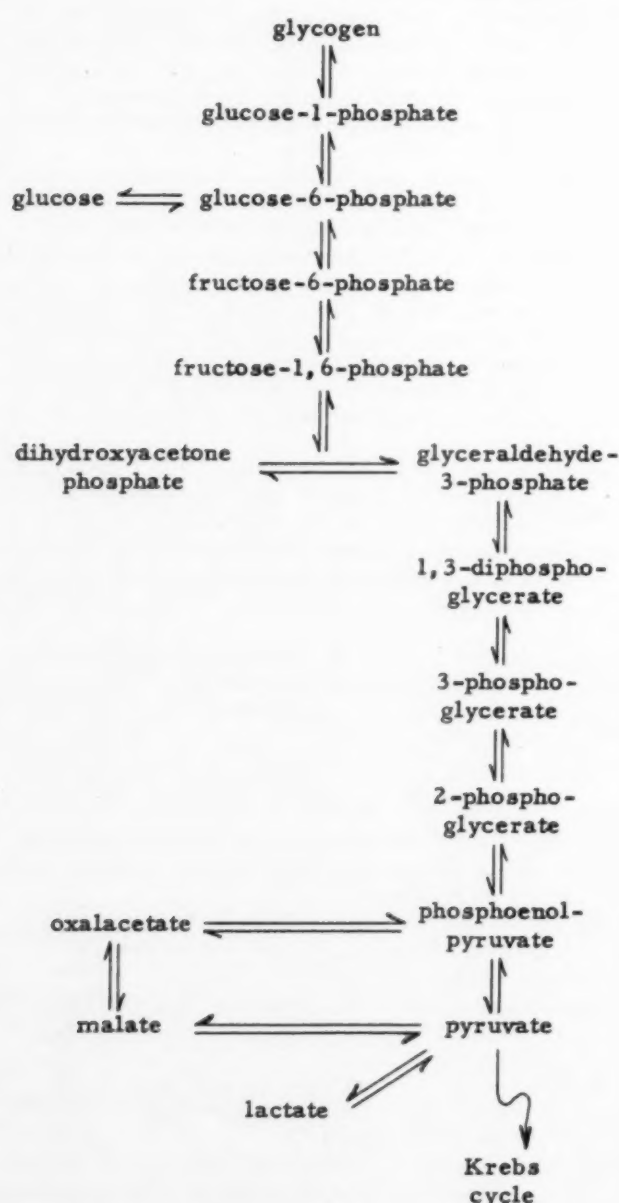 glycogen
glucose-1-phosphate
glucose
glucose-6-phosphate
fructose-6-phosphate
fructose-1,6-phosphate
dihydroxyacetone
phosphate
glyceraldehyde-
3-phosphate
1,3-diphospho-
glycerate
3-phospho-
glycerate
2-phospho-
glycerate
oxalacetate
phosphoenol-
pyruvate
malate
pyruvate
lactate
Krebs
cycle